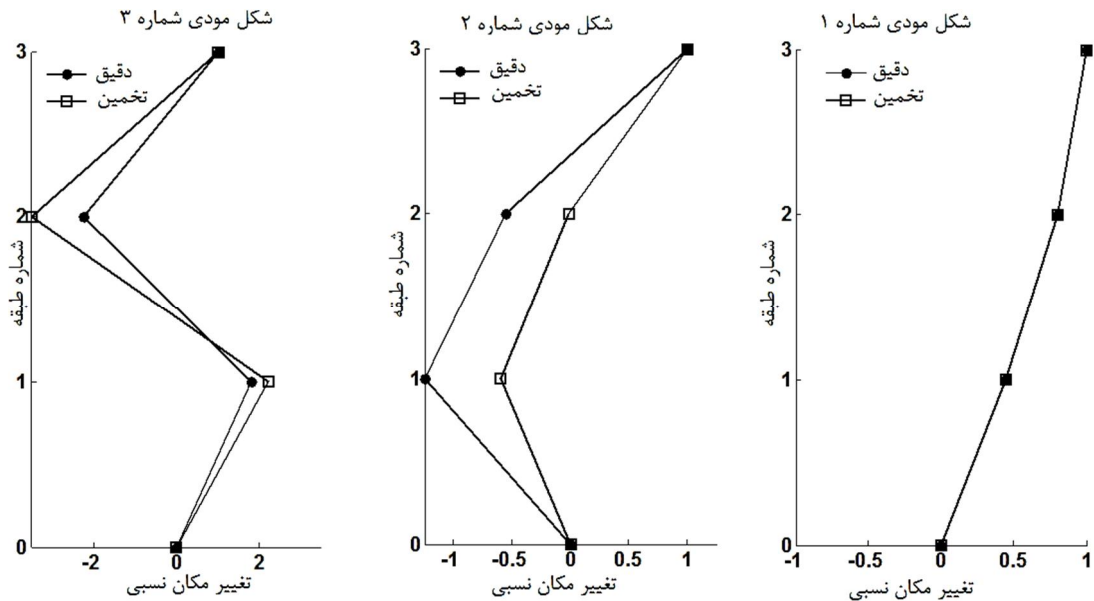 شکل مودی شماره ۱
دقیق
تخمین
3
2
1
0
شماره طبقه
-1 -0.5 0 0.5 1
تغییر مکان نسبی
شکل مودی شماره ۲
دقیق
تخمین
3
2
1
0
شماره طبقه
-1 -0.5 0 0.5 1
تغییر مکان نسبی
شکل مودی شماره ۳
دقیق
تخمین
3
2
1
0
شماره طبقه
-2 0 2
تغییر مکان نسبی